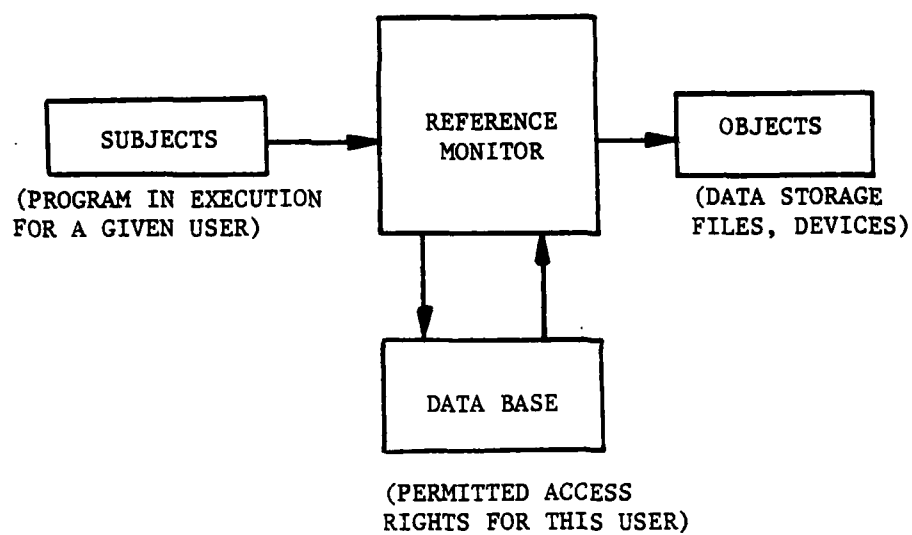 SUBJECTS
(PROGRAM IN EXECUTION
FOR A GIVEN USER)
REFERENCE
MONITOR
OBJECTS
(DATA STORAGE
FILES, DEVICES)
DATA BASE
(PERMITTED ACCESS
RIGHTS FOR THIS USER)